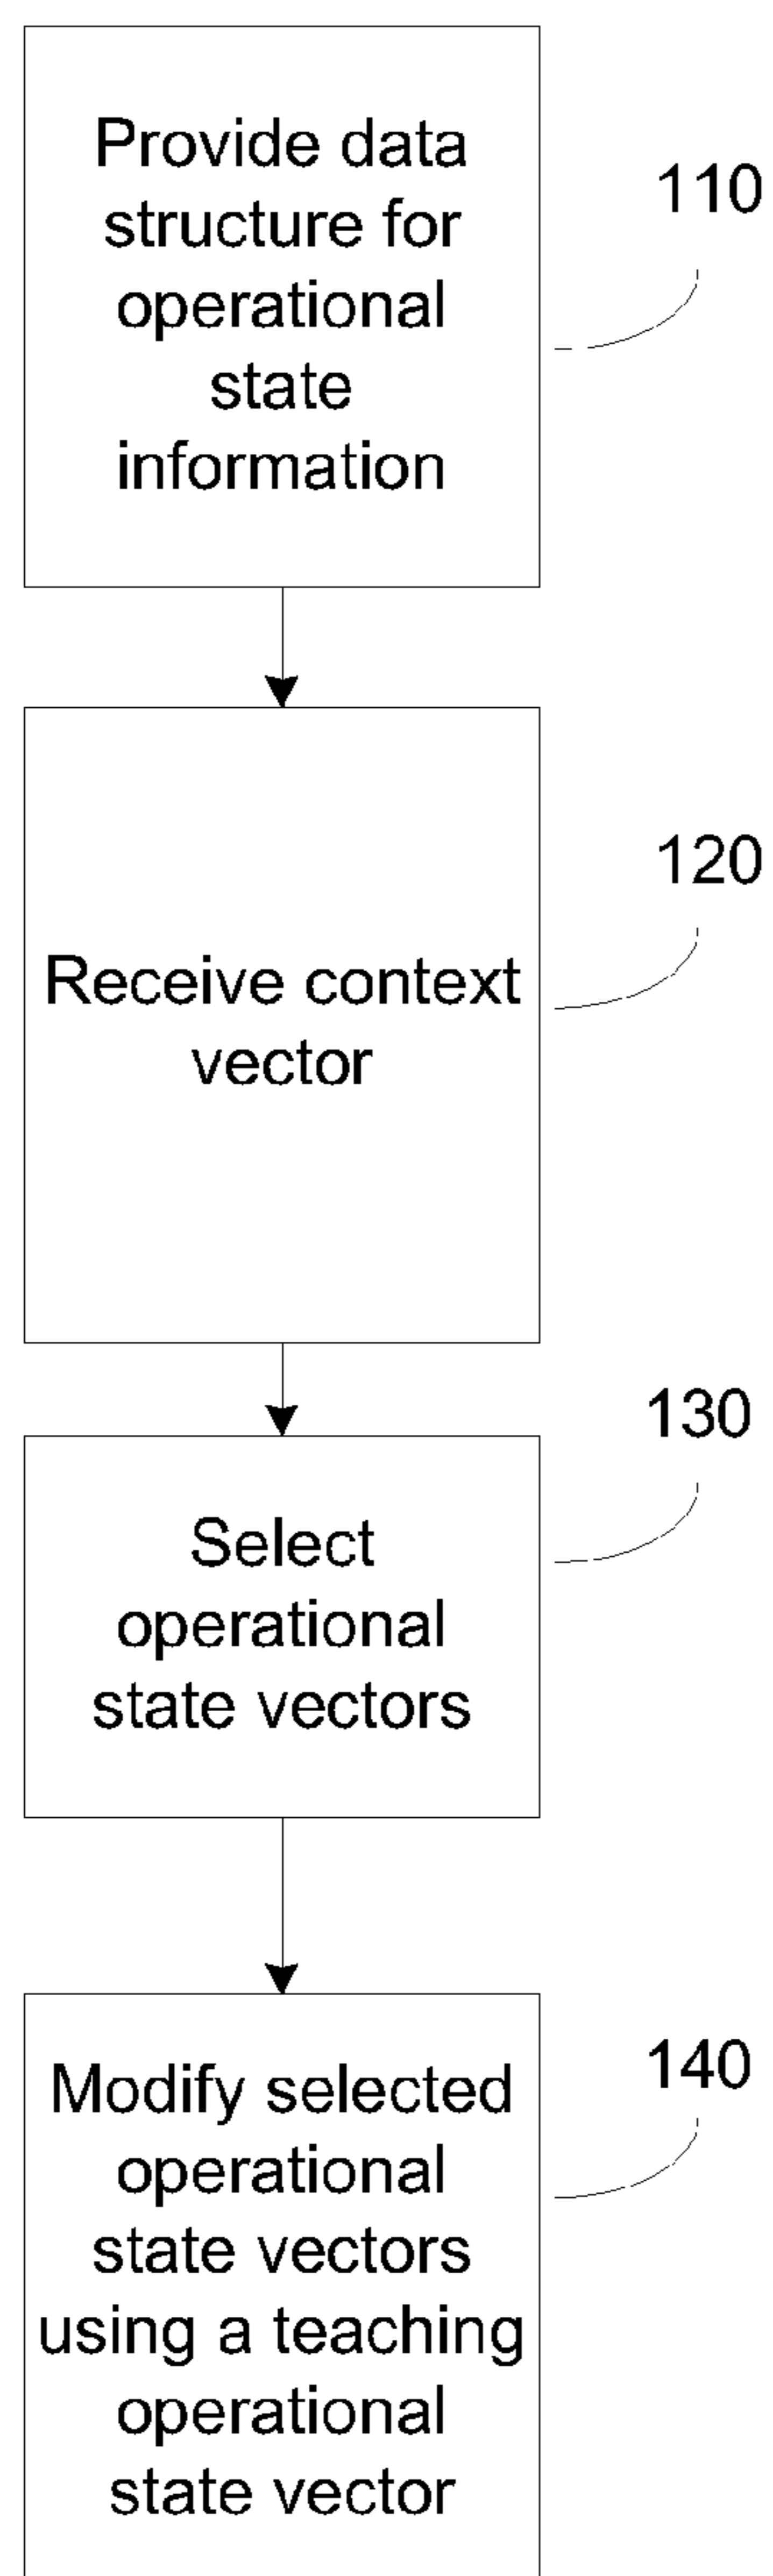 Provide data
structure for
operational
state
information
110
Receive context
vector
120
Select
operational
state vectors
130
Modify selected
operational
state vectors
using a teaching
operational
state vector
140